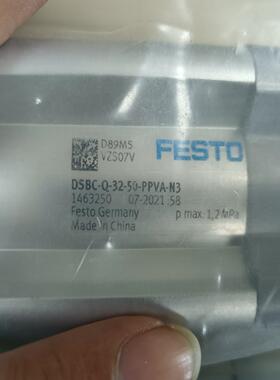 D89M5
VZS07V
FESTO
DSBC-Q-32-50-PPVA-N3
1463250 07-2021 58
Festo Germany p max. 1,2 MPa
Made in China